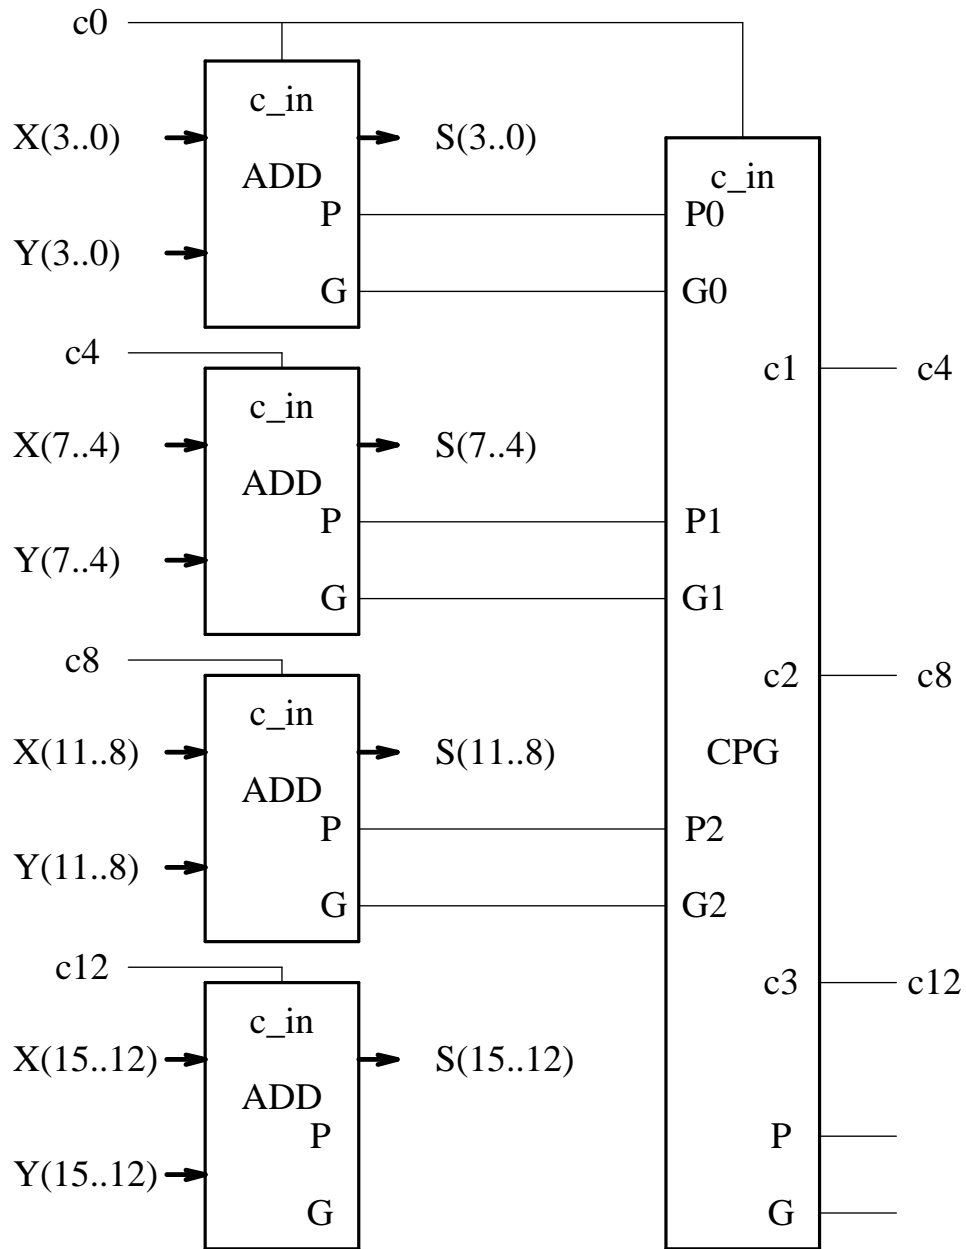 c0
c_in
X(3..0)
S(3..0)
ADD
c_in
P
P0
Y(3..0)
G
G0
c4
c1
c4
c_in
X(7..4)
S(7..4)
ADD
P
P1
Y(7..4)
G
G1
c8
c2
c8
c_in
X(11..8)
S(11..8)
CPG
ADD
P
P2
Y(11..8)
G
G2
c12
c3
c12
c_in
X(15..12)
S(15..12)
ADD
P
P
Y(15..12)
G
G